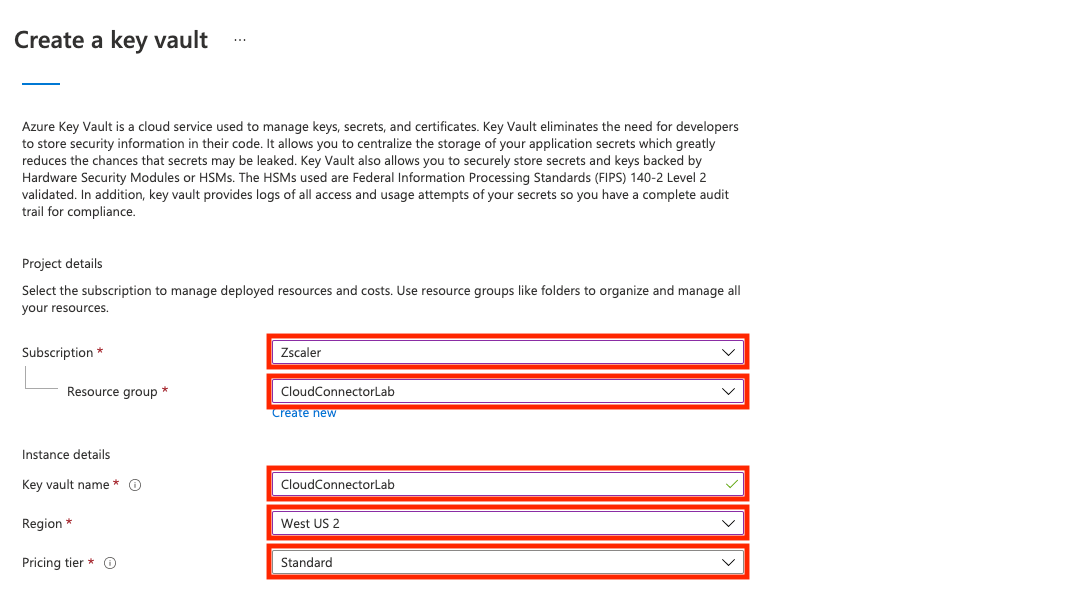 Create a key vault ...
Azure Key Vault is a cloud service used to manage keys, secrets, and certificates. Key Vault eliminates the need for developers
to store security information in their code. It allows you to centralize the storage of your application secrets which greatly
reduces the chances that secrets may be leaked. Key Vault also allows you to securely store secrets and keys backed by
Hardware Security Modules or HSMs. The HSMs used are Federal Information Processing Standards (FIPS) 140-2 Level 2
validated. In addition, key vault provides logs of all access and usage attempts of your secrets so you have a complete audit
trail for compliance.
Project details
Select the subscription to manage deployed resources and costs. Use resource groups like folders to organize and manage all
your resources.
Subscription * Zscaler
Resource group * CloudConnectorLab
Create new
Instance details
Key vault name * CloudConnectorLab
Region * West US 2
Pricing tier * Standard